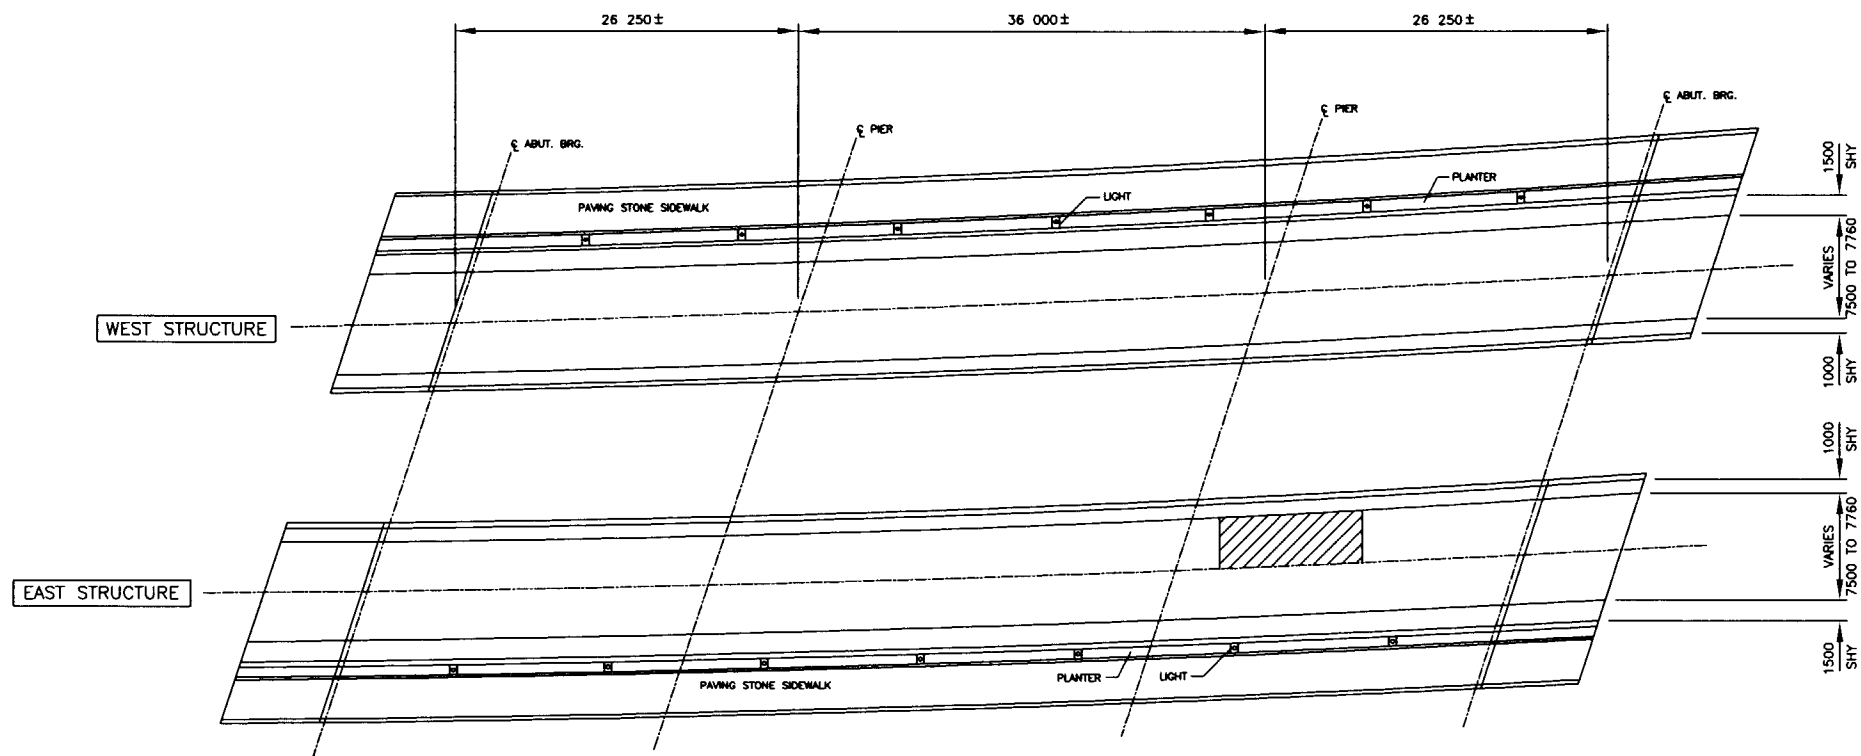 26 250± 36 000± 26 250±
℄ ABUT. BRG.
℄ PIER
℄ PIER
℄ ABUT. BRG.
PAVING STONE SIDEWALK
LIGHT
PLANTER
WEST STRUCTURE
1500
SHY
VARIES
7500 TO 7760
1000
SHY
1000
SHY
VARIES
7500 TO 7760
1500
SHY
EAST STRUCTURE
PAVING STONE SIDEWALK
PLANTER
LIGHT